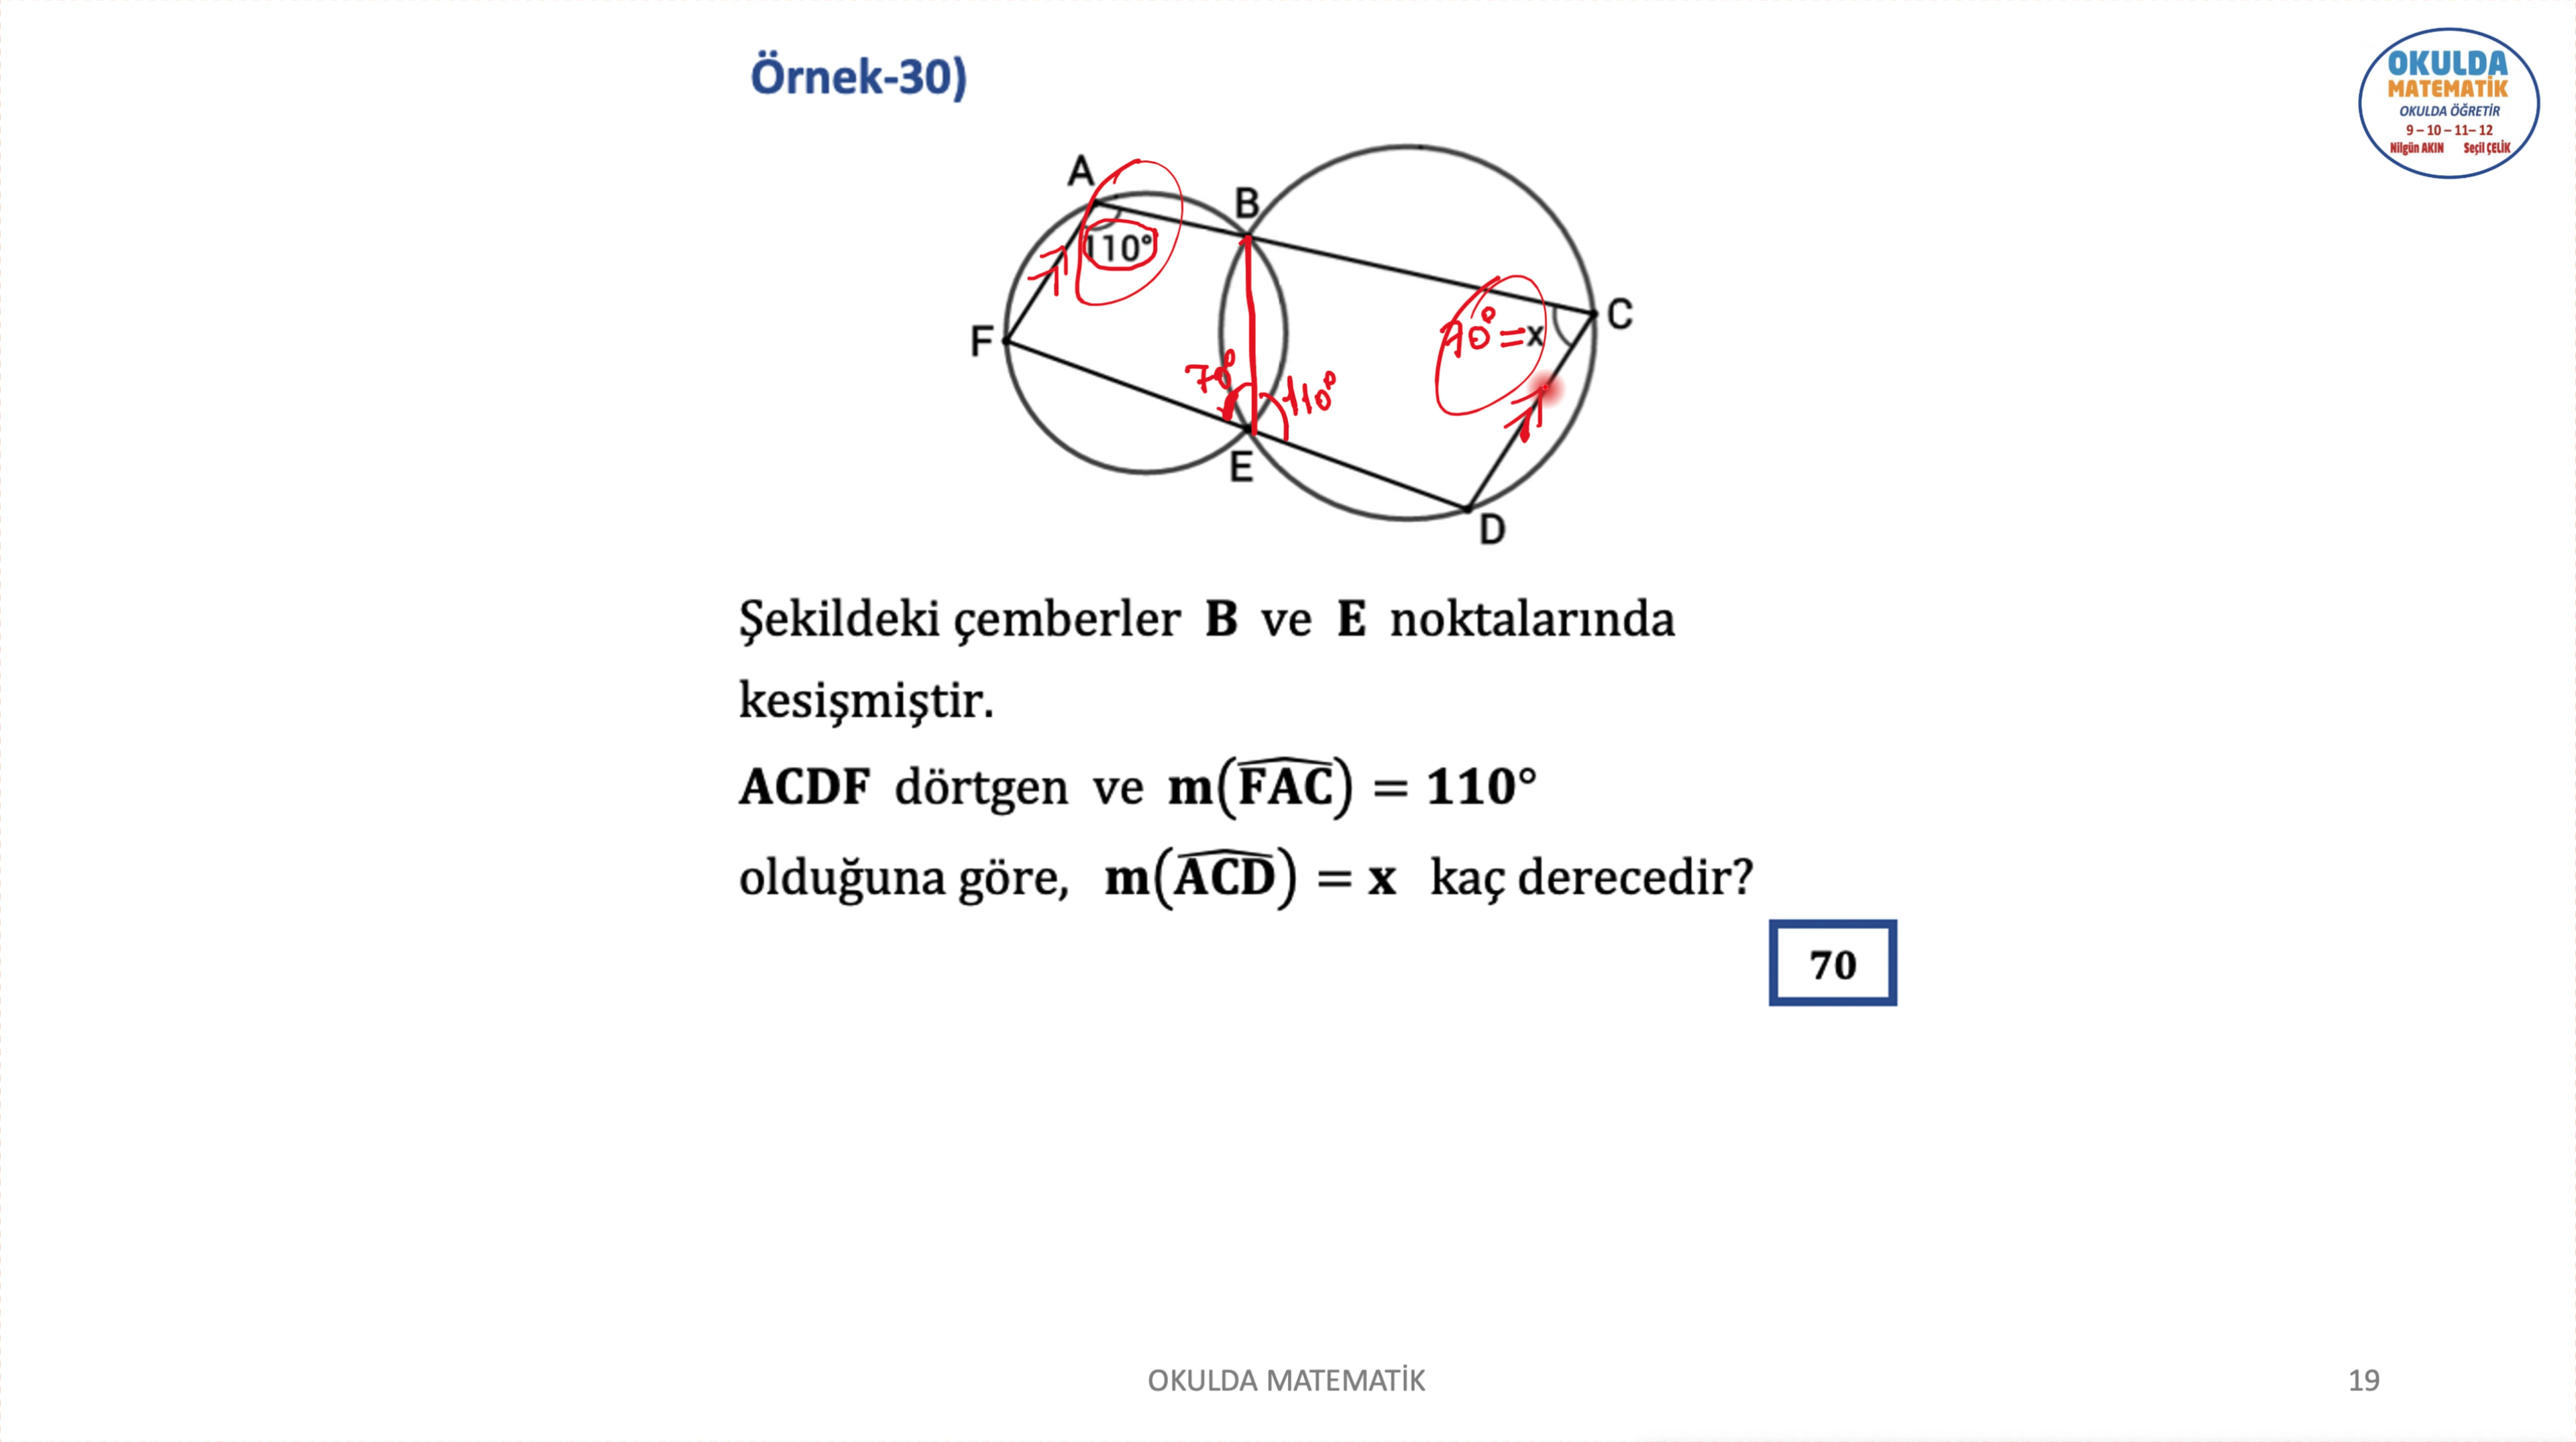 Örnek-30)
OKULDA
MATEMATİK
OKULDA ÖĞRETİR
9 – 10 – 11– 12
Nilgün AKIN Seçil ÇELİK
A
B
110°
C
70°=x
F
70°
110°
E
D
Şekildeki çemberler B ve E noktalarında
kesişmiştir.
ACDF dörtgen ve m(FAC) = 110°
olduğuna göre, m(ACD) = x kaç derecedir?
70
OKULDA MATEMATİK
19